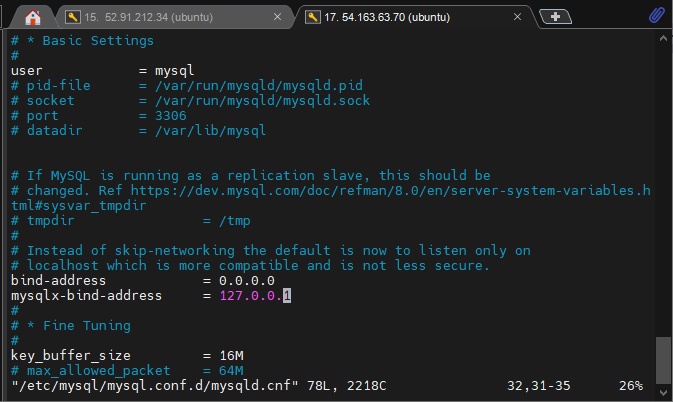 15. 52.91.212.34 (ubuntu)
17. 54.163.63.70 (ubuntu)
# * Basic Settings
#
user            = mysql
# pid-file      = /var/run/mysqld/mysqld.pid
# socket        = /var/run/mysqld/mysqld.sock
# port          = 3306
# datadir       = /var/lib/mysql
# If MySQL is running as a replication slave, this should be
# changed. Ref https://dev.mysql.com/doc/refman/8.0/en/server-system-variables.h
tml#sysvar_tmpdir
# tmpdir                = /tmp
#
# Instead of skip-networking the default is now to listen only on
# localhost which is more compatible and is not less secure.
bind-address            = 0.0.0.0
mysqlx-bind-address     = 127.0.0.1
#
# * Fine Tuning
#
key_buffer_size         = 16M
# max_allowed_packet    = 64M
"/etc/mysql/mysql.conf.d/mysqld.cnf" 78L, 2218C               32,31-35      26%